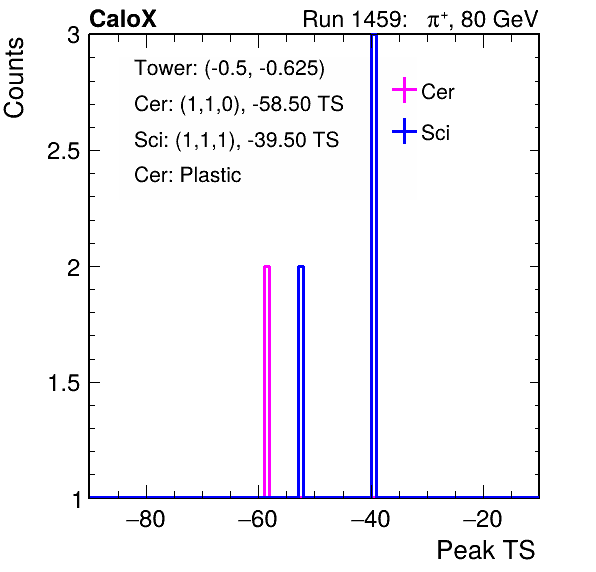 CaloX Run 1459: π⁺, 80 GeV
Counts
Tower: (-0.5, -0.625)
Cer: (1,1,0), -58.50 TS
Sci: (1,1,1), -39.50 TS
Cer: Plastic
Cer
Sci
3
2.5
2
1.5
1
−80 −60 −40 −20
Peak TS